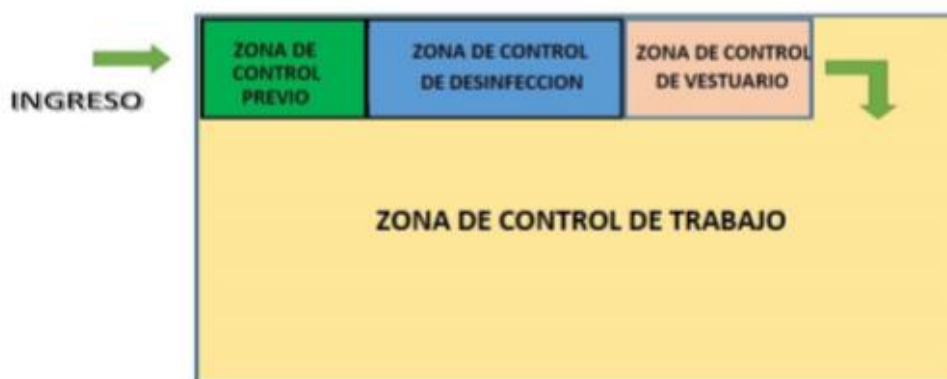 INGRESO
ZONA DE
CONTROL
PREVIO
ZONA DE CONTROL
DE DESINFECCION
ZONA DE CONTROL
DE VESTUARIO
ZONA DE CONTROL DE TRABAJO